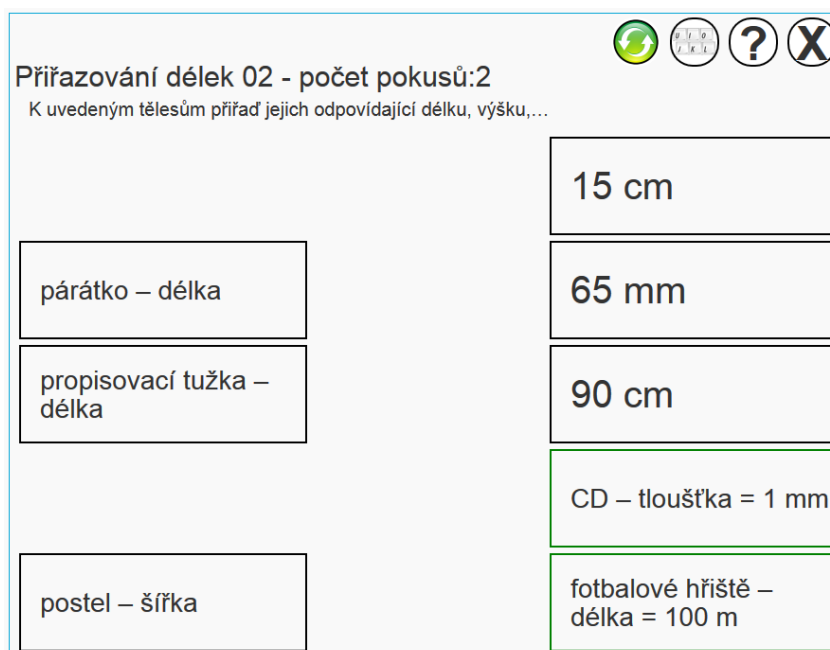 Přiřazování délek 02 - počet pokusů:2
K uvedeným tělesům přiřaď jejich odpovídající délku, výšku,...
15 cm
párátko – délka
65 mm
propisovací tužka –
délka
90 cm
CD – tloušťka = 1 mm
postel – šířka
fotbalové hřiště –
délka = 100 m
U I O
J K L
?
X